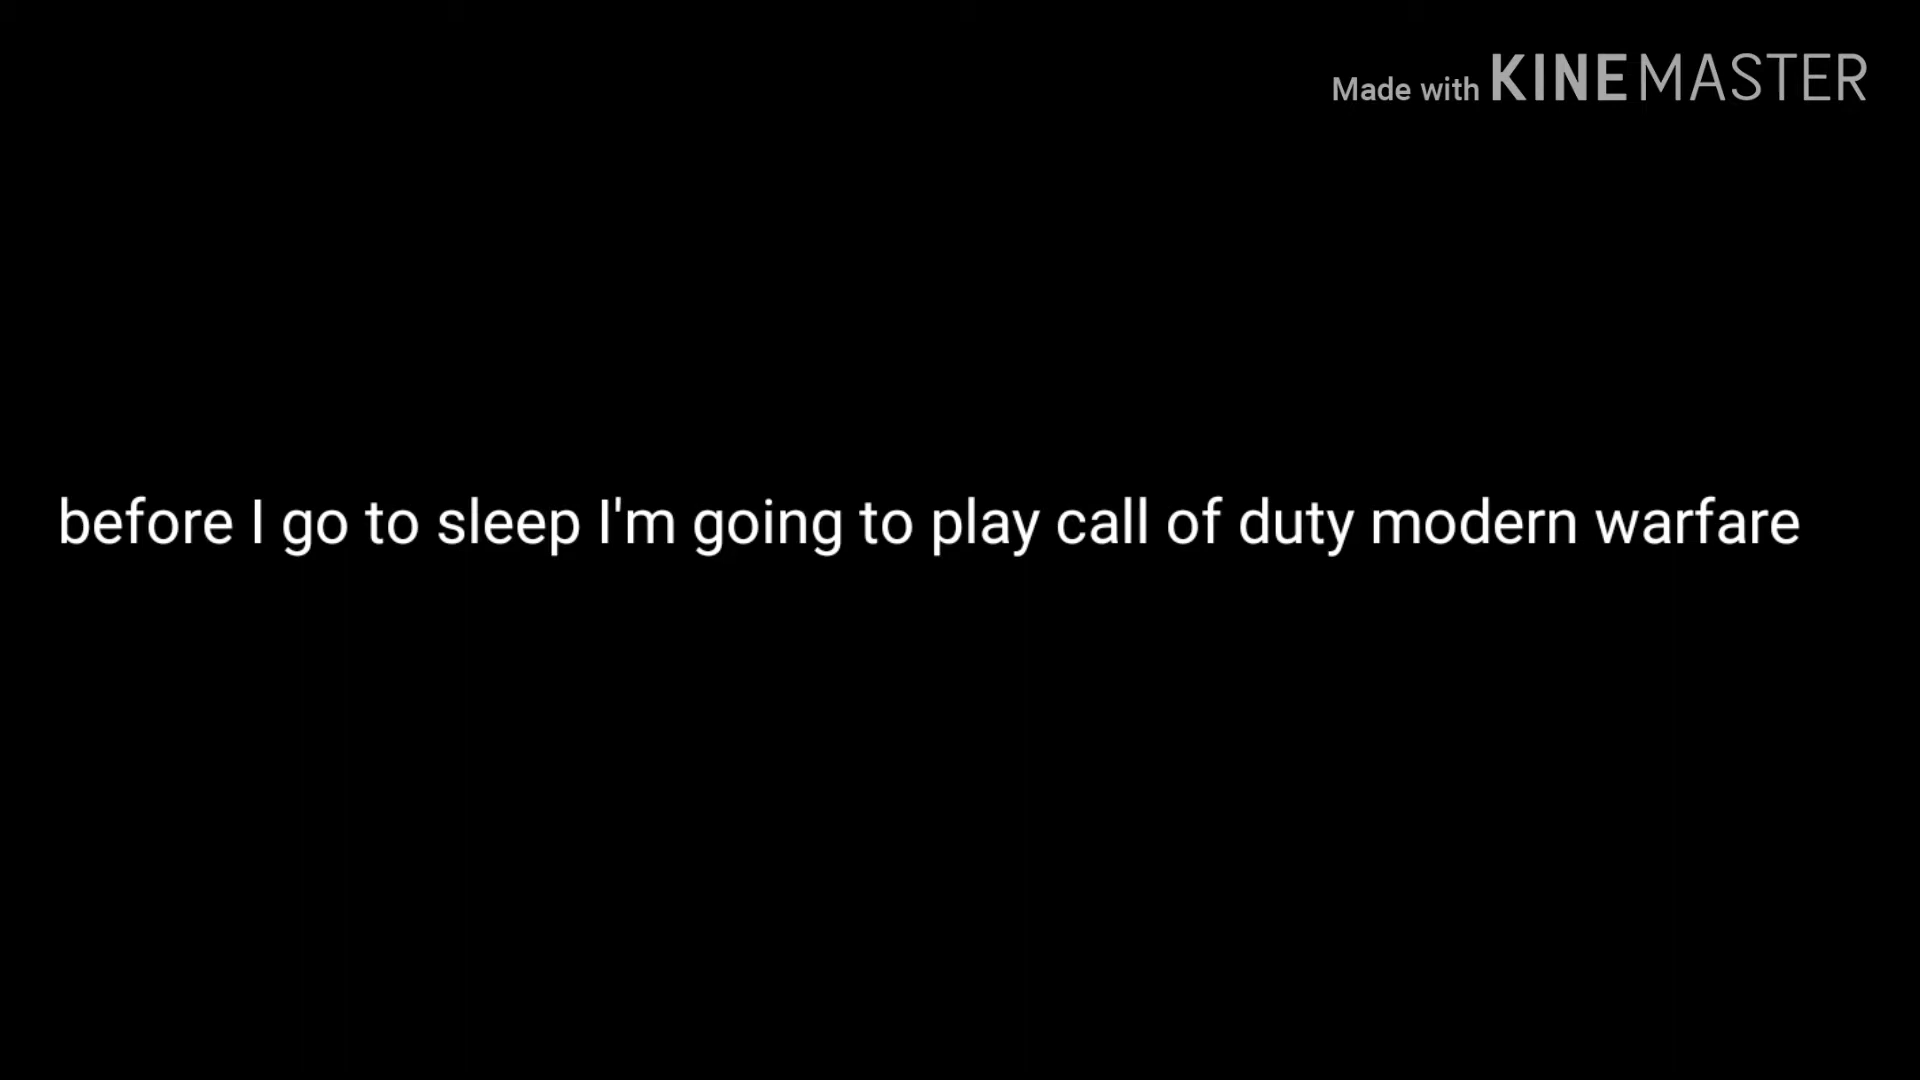 Made with KINEMASTER
before I go to sleep I'm going to play call of duty modern warfare